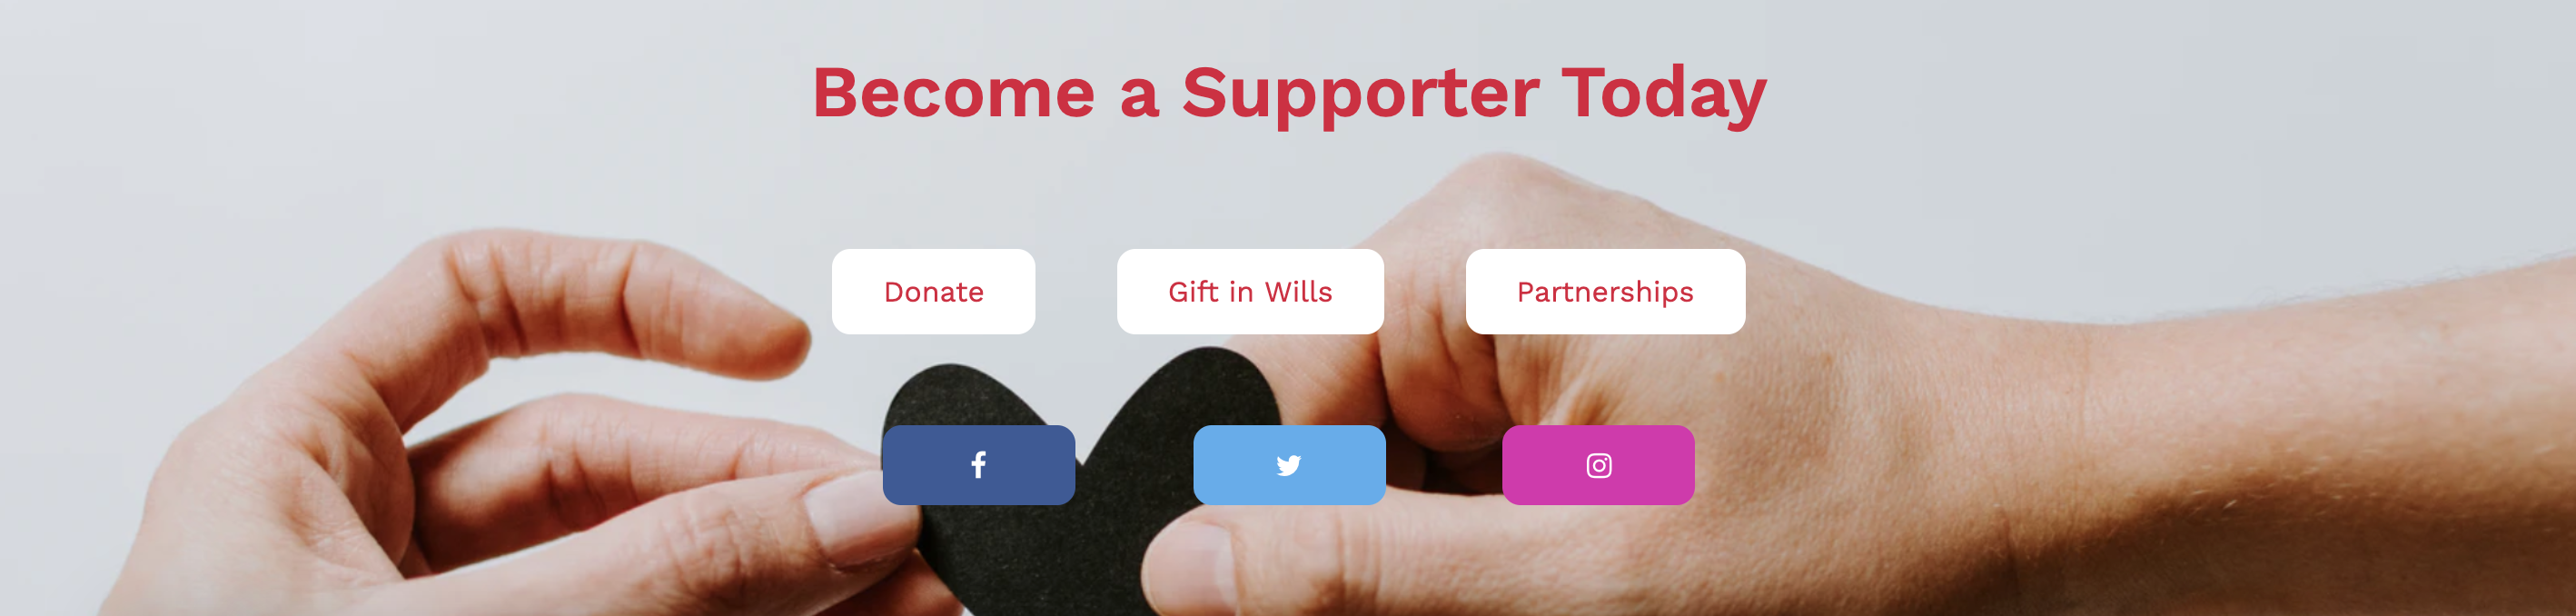 Become a Supporter Today
Donate Gift in Wills Partnerships